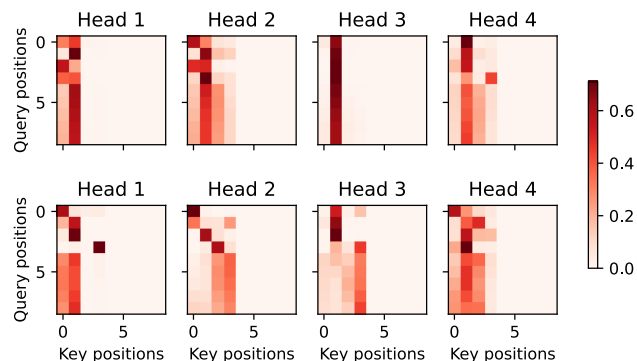 Head 1 Head 2 Head 3 Head 4
0
5
Query positions
0.6
0.4
0.2
0.0
Head 1 Head 2 Head 3 Head 4
0
5
Query positions
0 5 0 5 0 5 0 5
Key positions Key positions Key positions Key positions